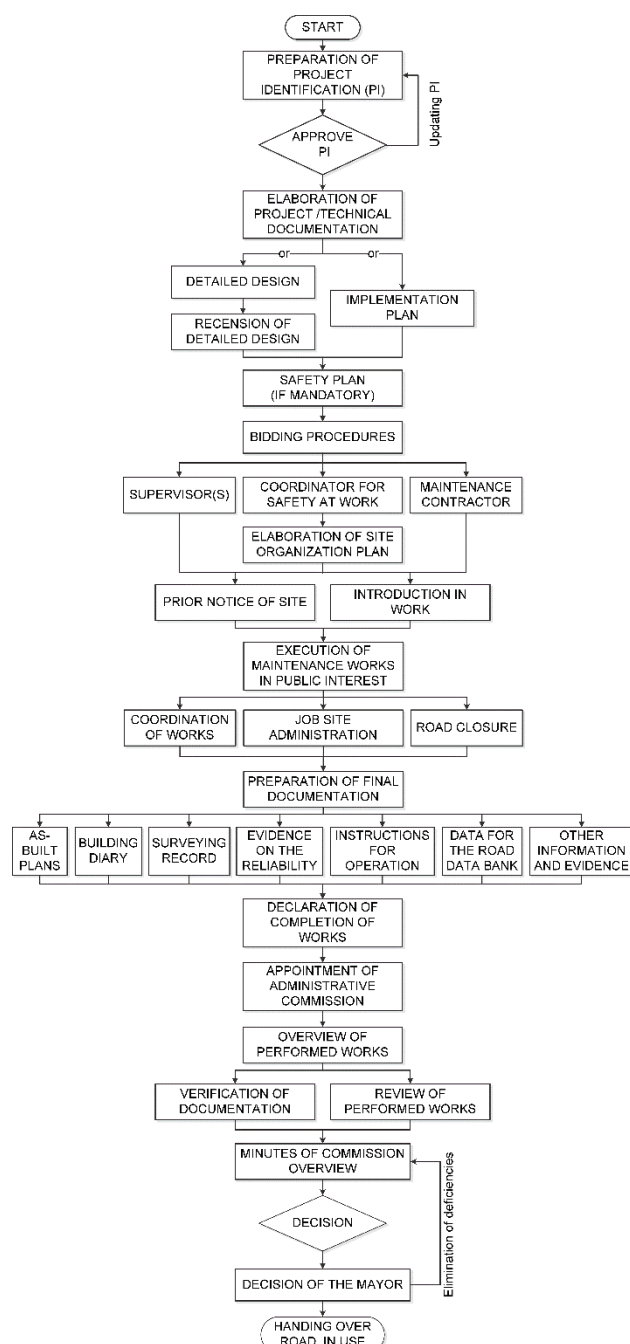 START
PREPARATION OF
PROJECT
IDENTIFICATION (PI)
Updating PI
APPROVE
PI
ELABORATION OF
PROJECT /TECHNICAL
DOCUMENTATION
or
or
DETAILED DESIGN
IMPLEMENTATION
PLAN
RECENSION OF
DETAILED DESIGN
SAFETY PLAN
(IF MANDATORY)
BIDDING PROCEDURES
SUPERVISOR(S)
COORDINATOR FOR
SAFETY AT WORK
MAINTENANCE
CONTRACTOR
ELABORATION OF SITE
ORGANIZATION PLAN
PRIOR NOTICE OF SITE
INTRODUCTION IN
WORK
EXECUTION OF
MAINTENANCE WORKS
IN PUBLIC INTEREST
COORDINATION
OF WORKS
JOB SITE
ADMINISTRATION
ROAD CLOSURE
PREPARATION OF FINAL
DOCUMENTATION
AS-
BUILT
PLANS
BUILDING
DIARY
SURVEYING
RECORD
EVIDENCE
ON THE
RELIABILITY
INSTRUCTIONS
FOR
OPERATION
DATA FOR
THE ROAD
DATA BANK
OTHER
INFORMATION
AND EVIDENCE
DECLARATION OF
COMPLETION OF
WORKS
APPOINTMENT OF
ADMINISTRATIVE
COMMISSION
OVERVIEW OF
PERFORMED WORKS
VERIFICATION OF
DOCUMENTATION
REVIEW OF
PERFORMED WORKS
MINUTES OF COMMISSION
OVERVIEW
Elimination of deficiencies
DECISION
DECISION OF THE MAYOR
HANDING OVER
ROAD IN USE